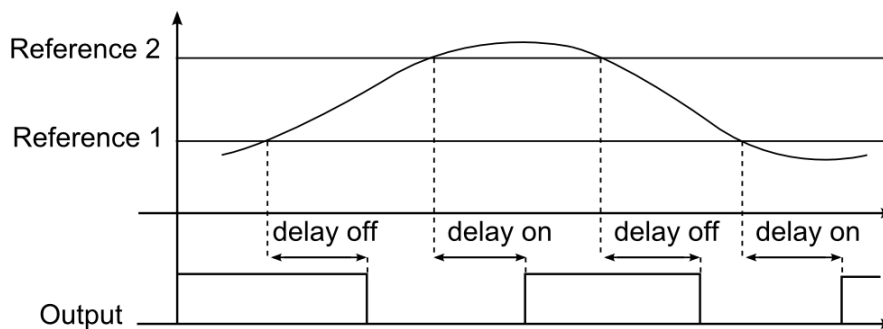 Reference 2
Reference 1
delay off
delay on
delay off
delay on
Output